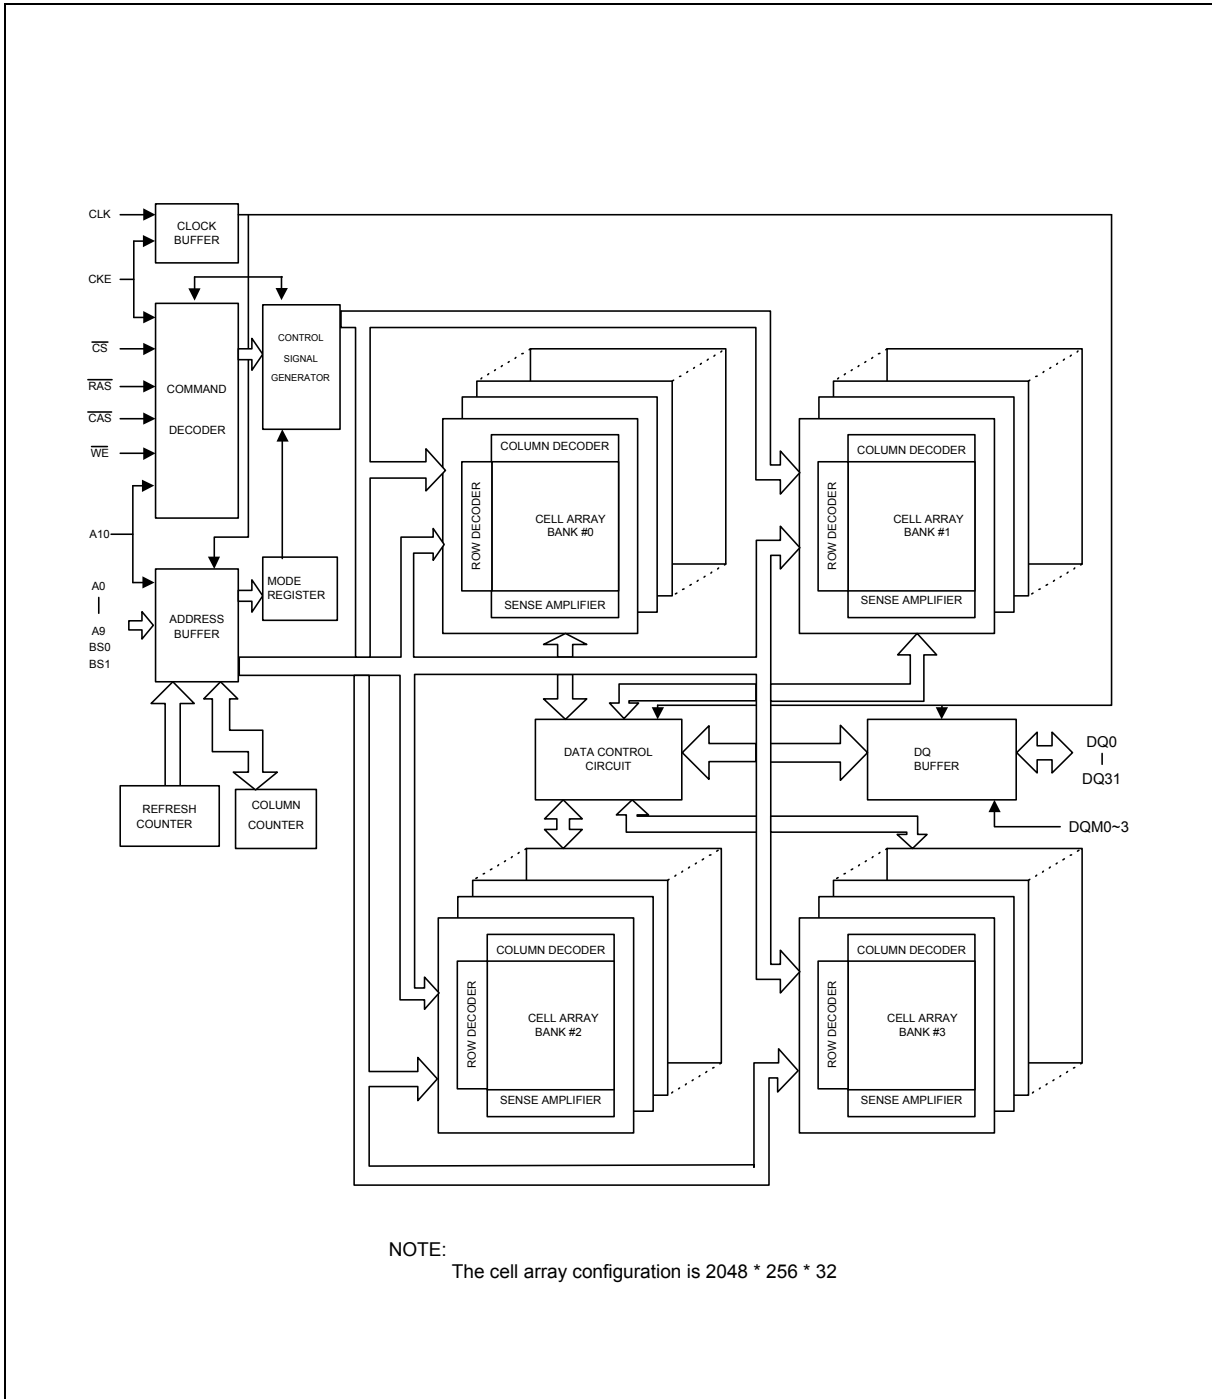 CLK
CLOCK
BUFFER
CKE
CONTROL
SIGNAL
GENERATOR
CS
RAS
COMMAND
CAS
DECODER
WE
A10
A0
A9
BS0
BS1
ADDRESS
BUFFER
MODE
REGISTER
REFRESH
COUNTER
COLUMN
COUNTER
COLUMN DECODER
ROW DECODER
CELL ARRAY
BANK #0
SENSE AMPLIFIER
COLUMN DECODER
ROW DECODER
CELL ARRAY
BANK #1
SENSE AMPLIFIER
DATA CONTROL
CIRCUIT
DQ
BUFFER
DQ0
DQ31
DQM0~3
COLUMN DECODER
ROW DECODER
CELL ARRAY
BANK #2
SENSE AMPLIFIER
COLUMN DECODER
ROW DECODER
CELL ARRAY
BANK #3
SENSE AMPLIFIER
NOTE:
The cell array configuration is 2048 * 256 * 32